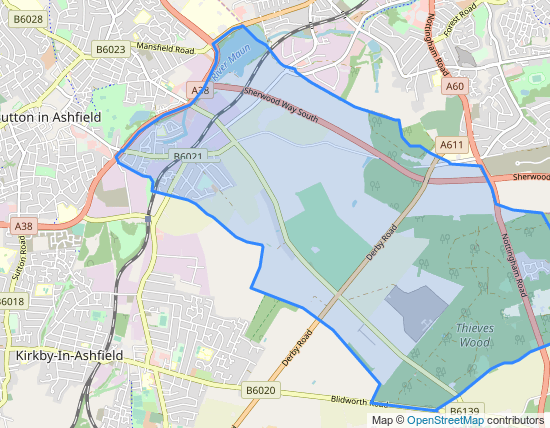 B6028
B6023
Mansfield Road
River Maun
Nottingham Road
Forest Road
A60
A38
Sherwood Way South
utton in Ashfield
A611
B6021
Sherwood
A38
Sutton Road
Derby Road
Nottingham Road
B6018
Thieves
Wood
Kirkby-In-Ashfield
Derby Road
B6020
Blidworth Road
B6139
Map © OpenStreetMap contributors